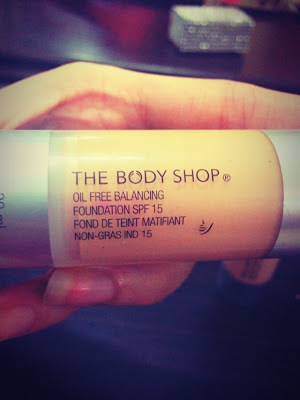 THE BODY SHOP®
OIL FREE BALANCING
FOUNDATION SPF 15
FOND DE TEINT MATIFIANT
NON-GRAS IND 15